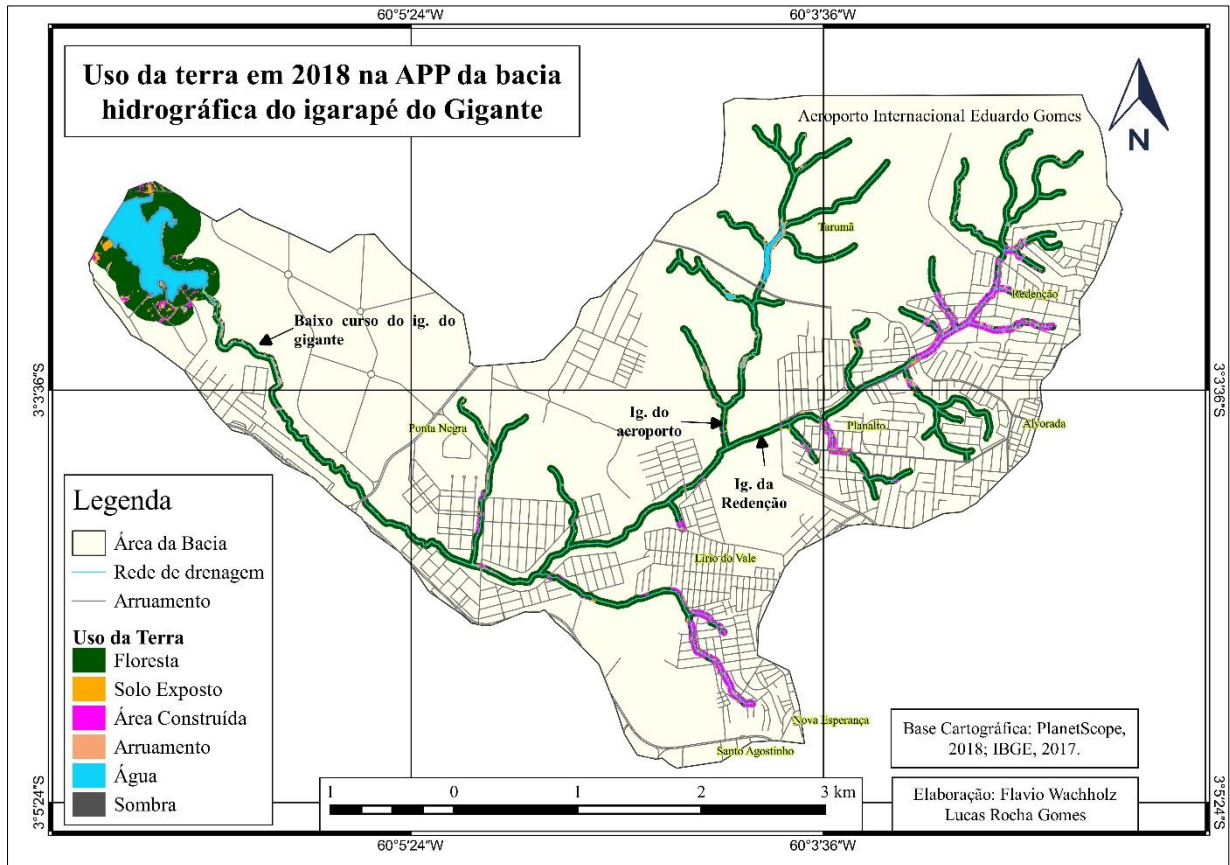 60°5′24″W
60°3′36″W
Uso da terra em 2018 na APP da bacia
hidrográfica do igarapé do Gigante
Aeroporto Internacional Eduardo Gomes
N
Tarumã
Redenção
Baixo curso do ig. do
gigante
3°3′36″S
3°3′36″S
Ig. do
aeroporto
Ponta Negra
Planalto
Alvorada
Ig. da
Redenção
Legenda
Área da Bacia
Rede de drenagem
Arruamento
Lírio do Vale
Uso da Terra
Floresta
Solo Exposto
Área Construída
Arruamento
Água
Sombra
Nova Esperança
Santo Agostinho
Base Cartográfica: PlanetScope,
2018; IBGE, 2017.
1 0 1 2 3 km
Elaboração: Flavio Wachholz
Lucas Rocha Gomes
3°5′24″S
3°5′24″S
60°5′24″W
60°3′36″W